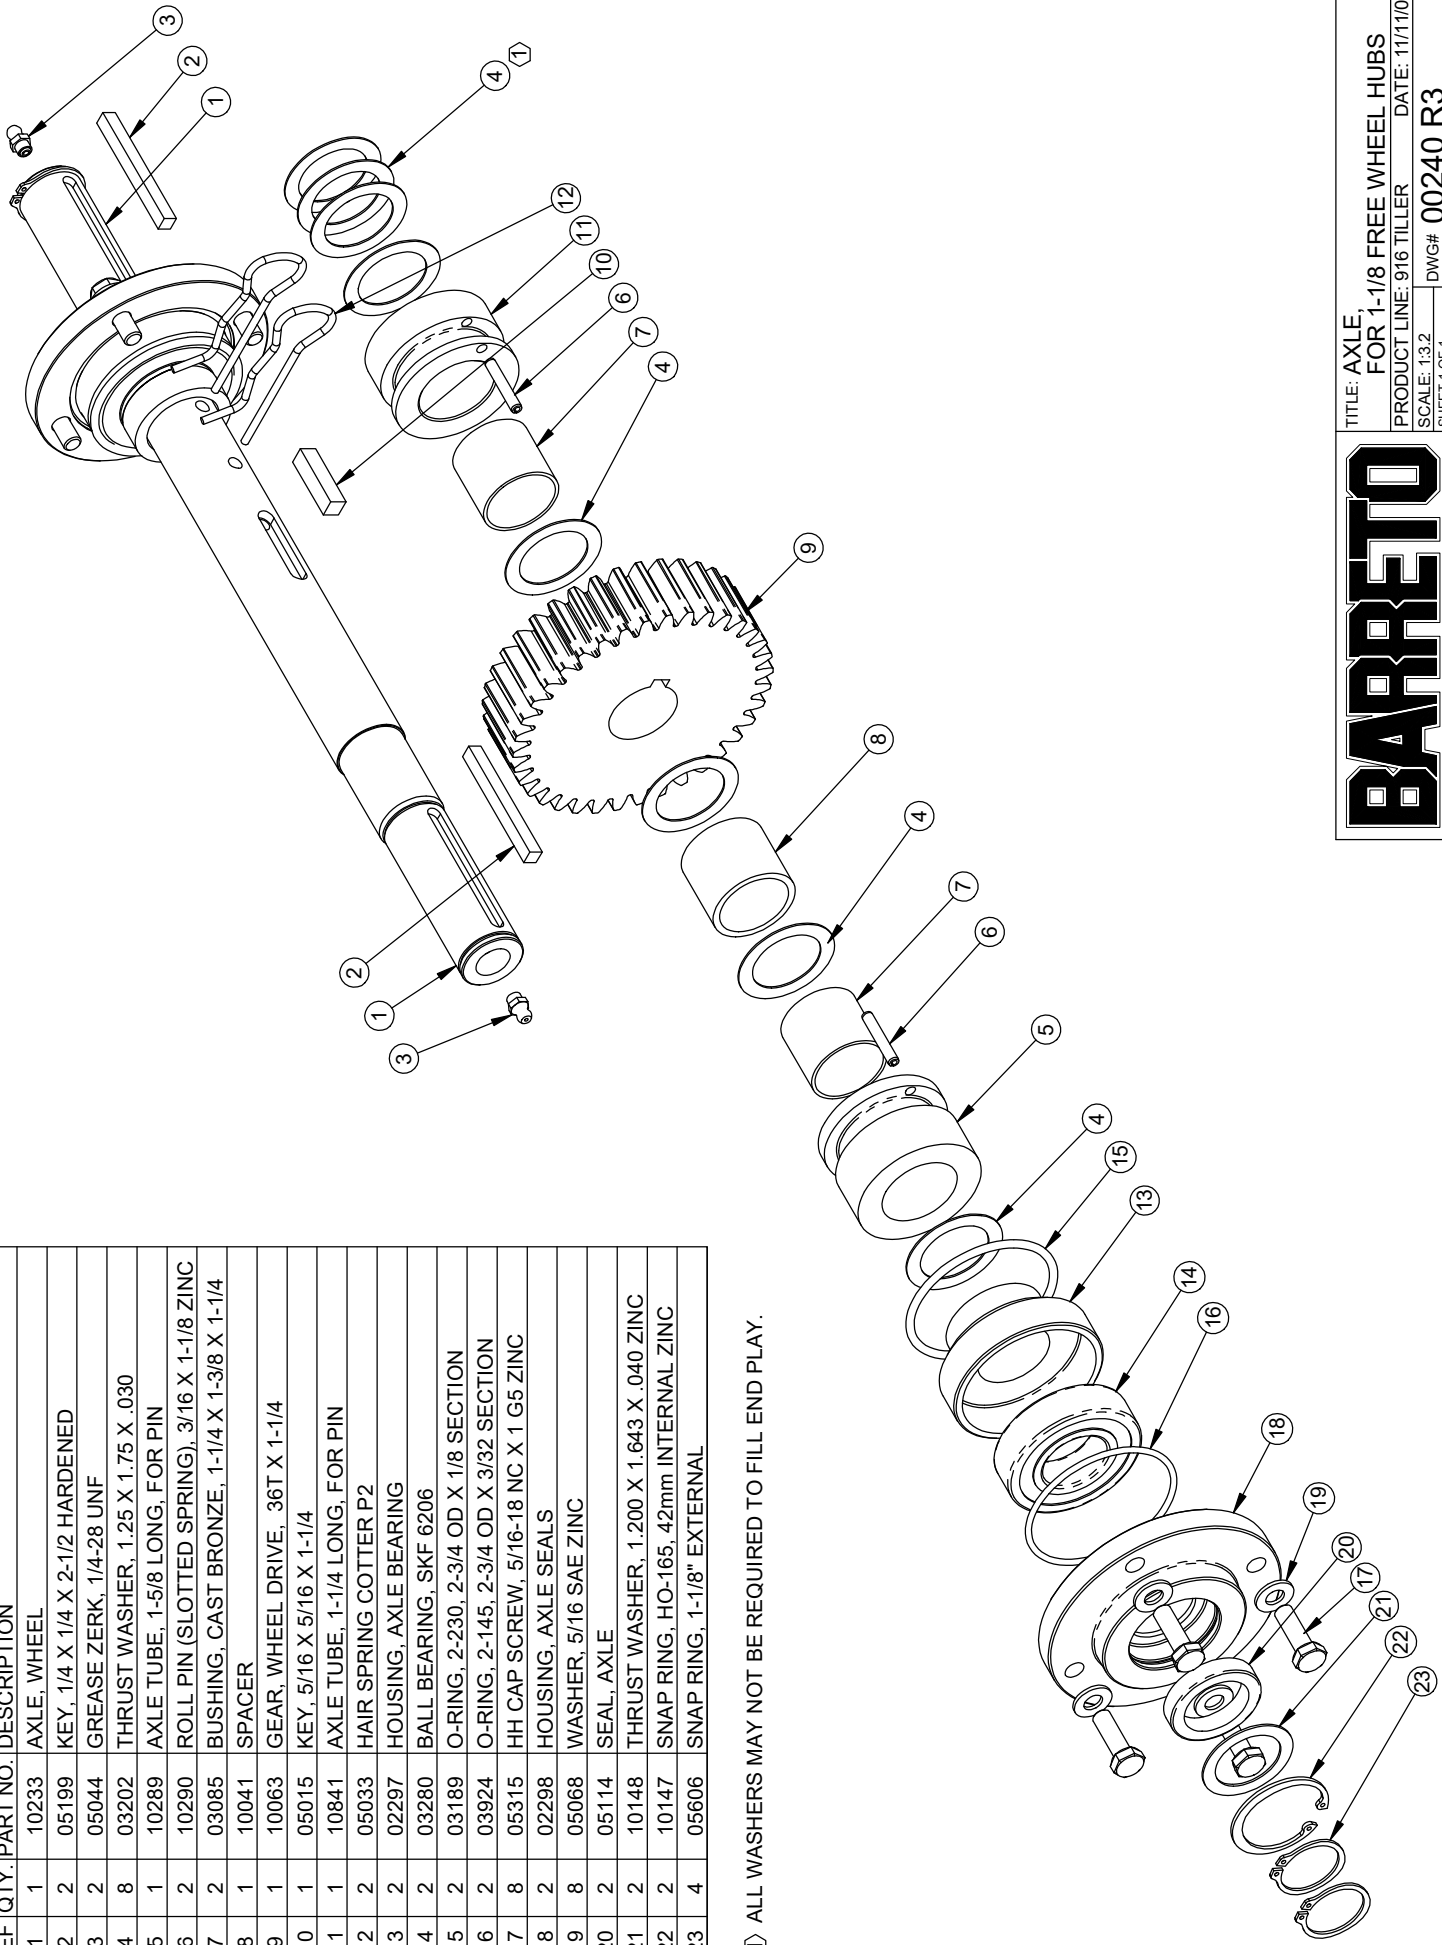 QTY. PART NO. DESCRIPTION
1 1 10233 AXLE, WHEEL
2 2 05199 KEY, 1/4 X 1/4 X 2-1/2 HARDENED
3 2 05044 GREASE ZERK, 1/4-28 UNF
4 8 03202 THRUST WASHER, 1.25 X 1.75 X .030
5 1 10289 AXLE TUBE, 1-5/8 LONG, FOR PIN
6 2 10290 ROLL PIN (SLOTTED SPRING), 3/16 X 1-1/8 ZINC
7 2 03085 BUSHING, CAST BRONZE, 1-1/4 X 1-3/8 X 1-1/4
8 1 10041 SPACER
9 1 10063 GEAR, WHEEL DRIVE, 36T X 1-1/4
0 1 05015 KEY, 5/16 X 5/16 X 1-1/4
1 1 10841 AXLE TUBE, 1-1/4 LONG, FOR PIN
2 2 05033 HAIR SPRING COTTER P2
3 2 02297 HOUSING, AXLE BEARING
4 2 03280 BALL BEARING, SKF 6206
5 2 03189 O-RING, 2-230, 2-3/4 OD X 1/8 SECTION
6 2 03924 O-RING, 2-145, 2-3/4 OD X 3/32 SECTION
7 8 05315 HH CAP SCREW, 5/16-18 NC X 1 G5 ZINC
8 2 02298 HOUSING, AXLE SEALS
9 8 05068 WASHER, 5/16 SAE ZINC
20 2 05114 SEAL, AXLE
21 2 10148 THRUST WASHER, 1.200 X 1.643 X .040 ZINC
22 2 10147 SNAP RING, HO-165, 42mm INTERNAL ZINC
23 4 05606 SNAP RING, 1-1/8" EXTERNAL
ALL WASHERS MAY NOT BE REQUIRED TO FILL END PLAY.
3
2
1
4
1
12
11
10
6
7
4
9
2
1
3
8
4
7
6
5
4
15
13
14
16
18
19
20
17
21
22
23
BARRETO
TITLE: AXLE,
FOR 1-1/8 FREE WHEEL HUBS
PRODUCT LINE: 916 TILLER DATE: 11/11/0
SCALE: 1:3.2
DWG# 00240 R3